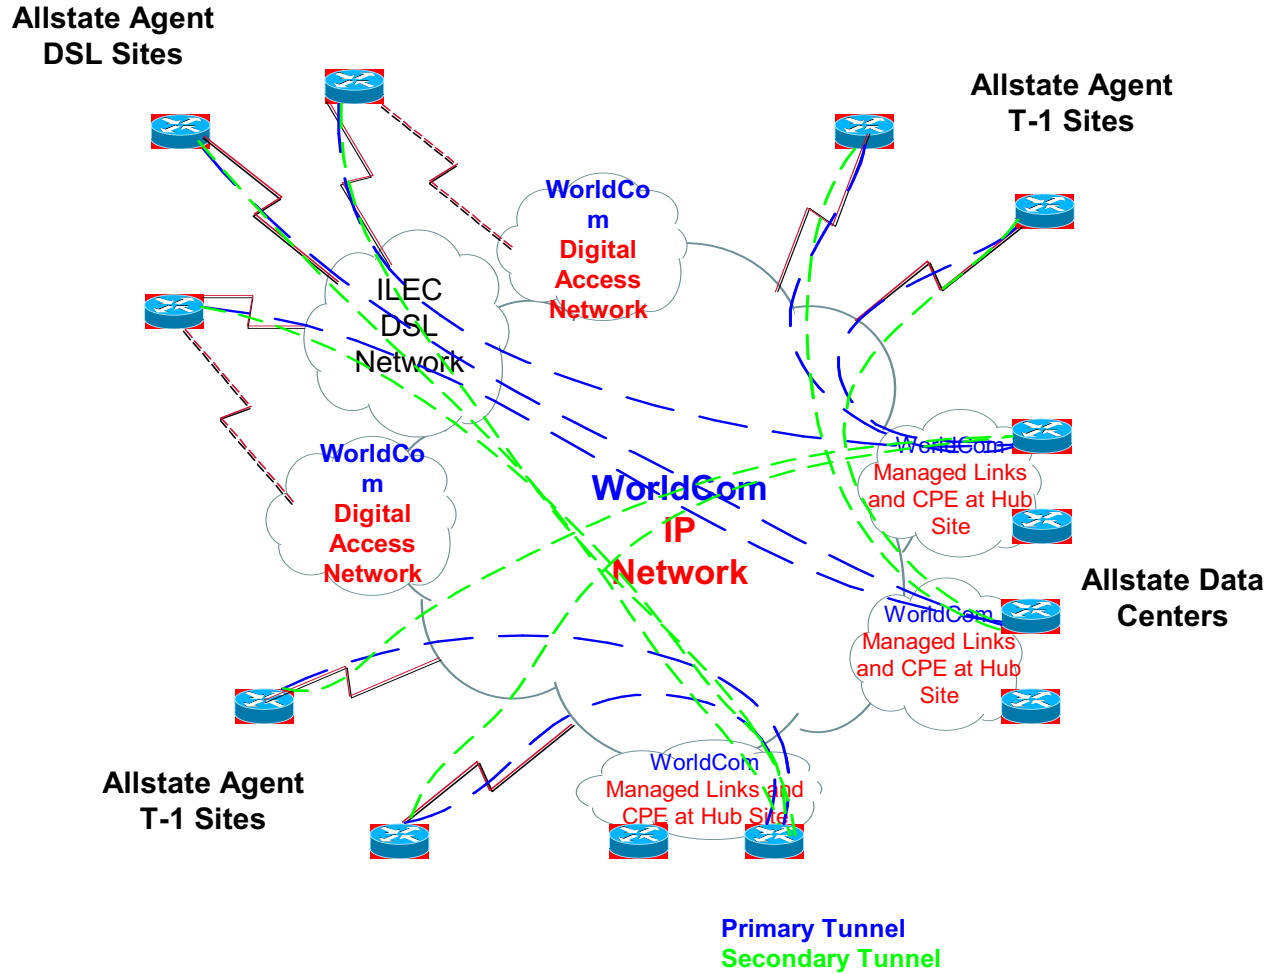 Allstate Agent
DSL Sites
Allstate Agent
T-1 Sites
WorldCo
m
Digital
Access
Network
ILEC
DSL
Network
WorldCo
m
Digital
Access
Network
WorldCom
IP
Network
WorldCom
Managed Links
and CPE at Hub
Site
Allstate Data
Centers
WorldCom
Managed Links
and CPE at Hub
Site
Allstate Agent
T-1 Sites
WorldCom
Managed Links and
CPE at Hub Site
Primary Tunnel
Secondary Tunnel